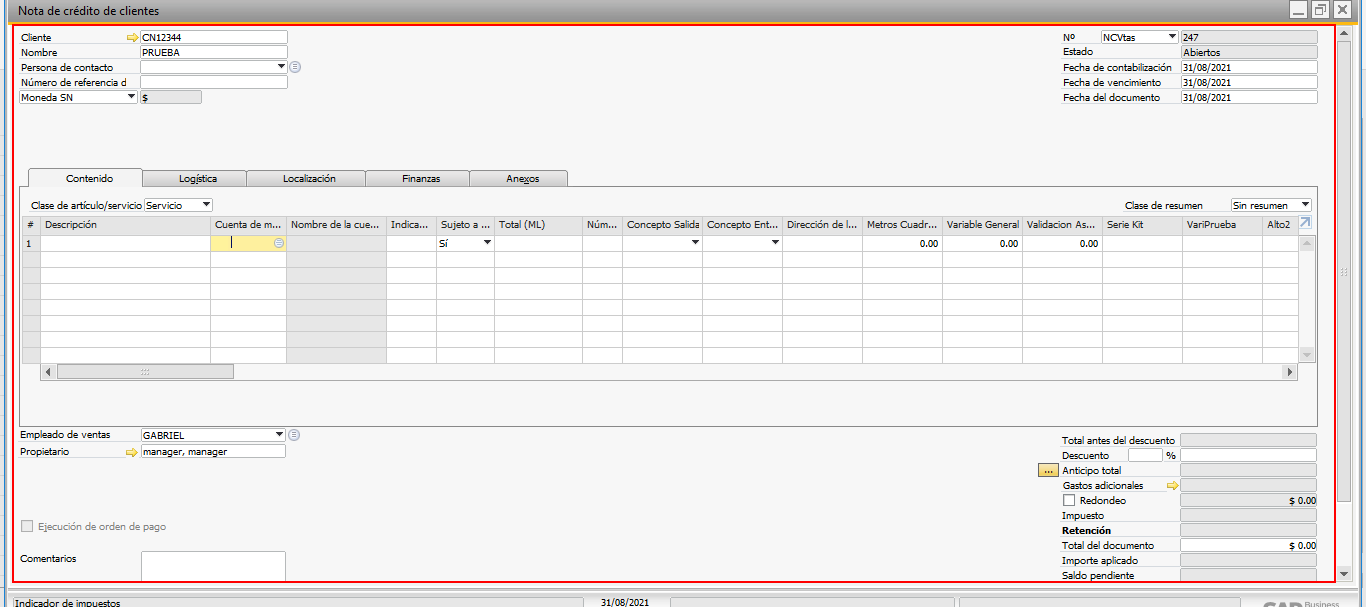 Nota de crédito de clientes
Cliente CN12344 Nº NCVtas 247
Nombre PRUEBA Estado Abiertos
Persona de contacto Fecha de contabilización 31/08/2021
Número de referencia d Fecha de vencimiento 31/08/2021
Moneda SN $ Fecha del documento 31/08/2021
Contenido Logística Localización Finanzas Anexos
Clase de artículo/servicio Servicio Clase de resumen Sin resumen
# Descripción Cuenta de m... Nombre de la cue... Indica... Sujeto a ... Total (ML) Núm... Concepto Salida Concepto Ent... Dirección de l... Metros Cuadr... Variable General Validacion As... Serie Kit VariPrueba Alto2
1 Sí 0.00 0.00 0.00
Empleado de ventas GABRIEL
Propietario manager, manager
Total antes del descuento
Descuento %
... Anticipo total
Gastos adicionales
Redondeo $ 0.00
Impuesto
Ejecución de orden de pago
Retención
Total del documento $ 0.00
Comentarios
Importe aplicado
Saldo pendiente
Indicador de impuestos 31/08/2021 Business